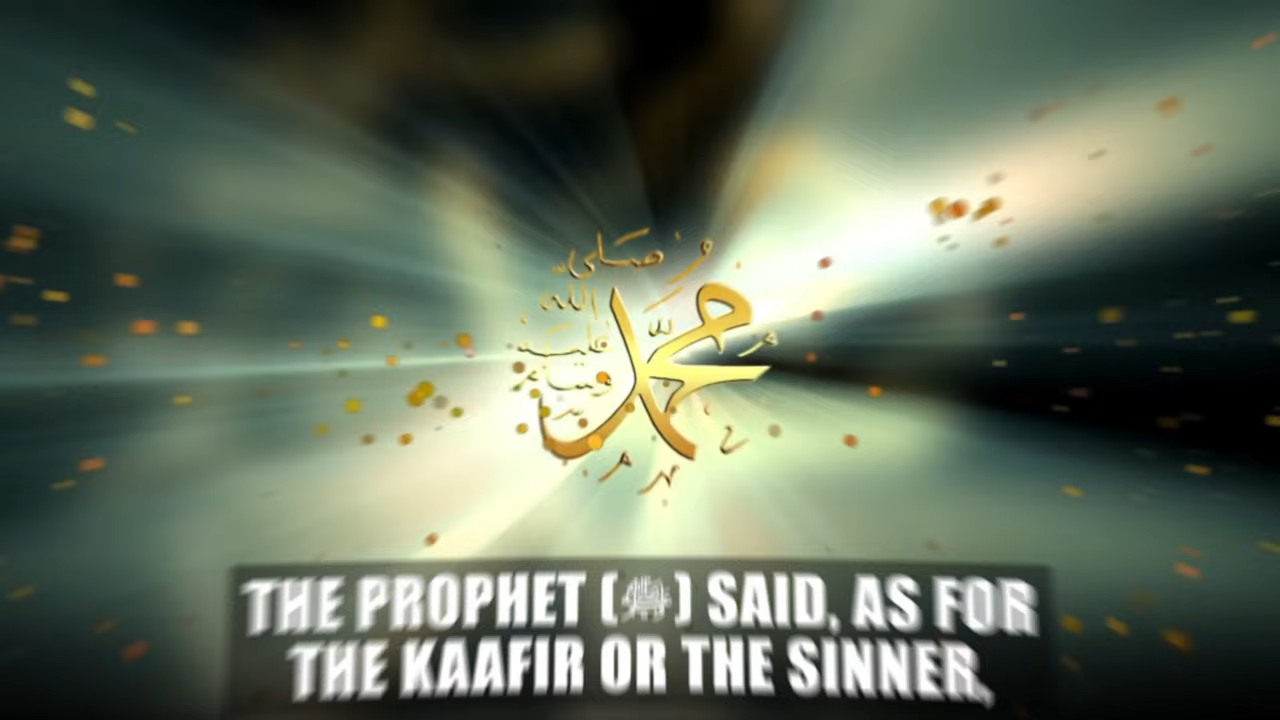 صلى
الله
عليه
وسلم
محمد
THE PROPHET (ﷺ) SAID, AS FOR
THE KAAFIR OR THE SINNER,